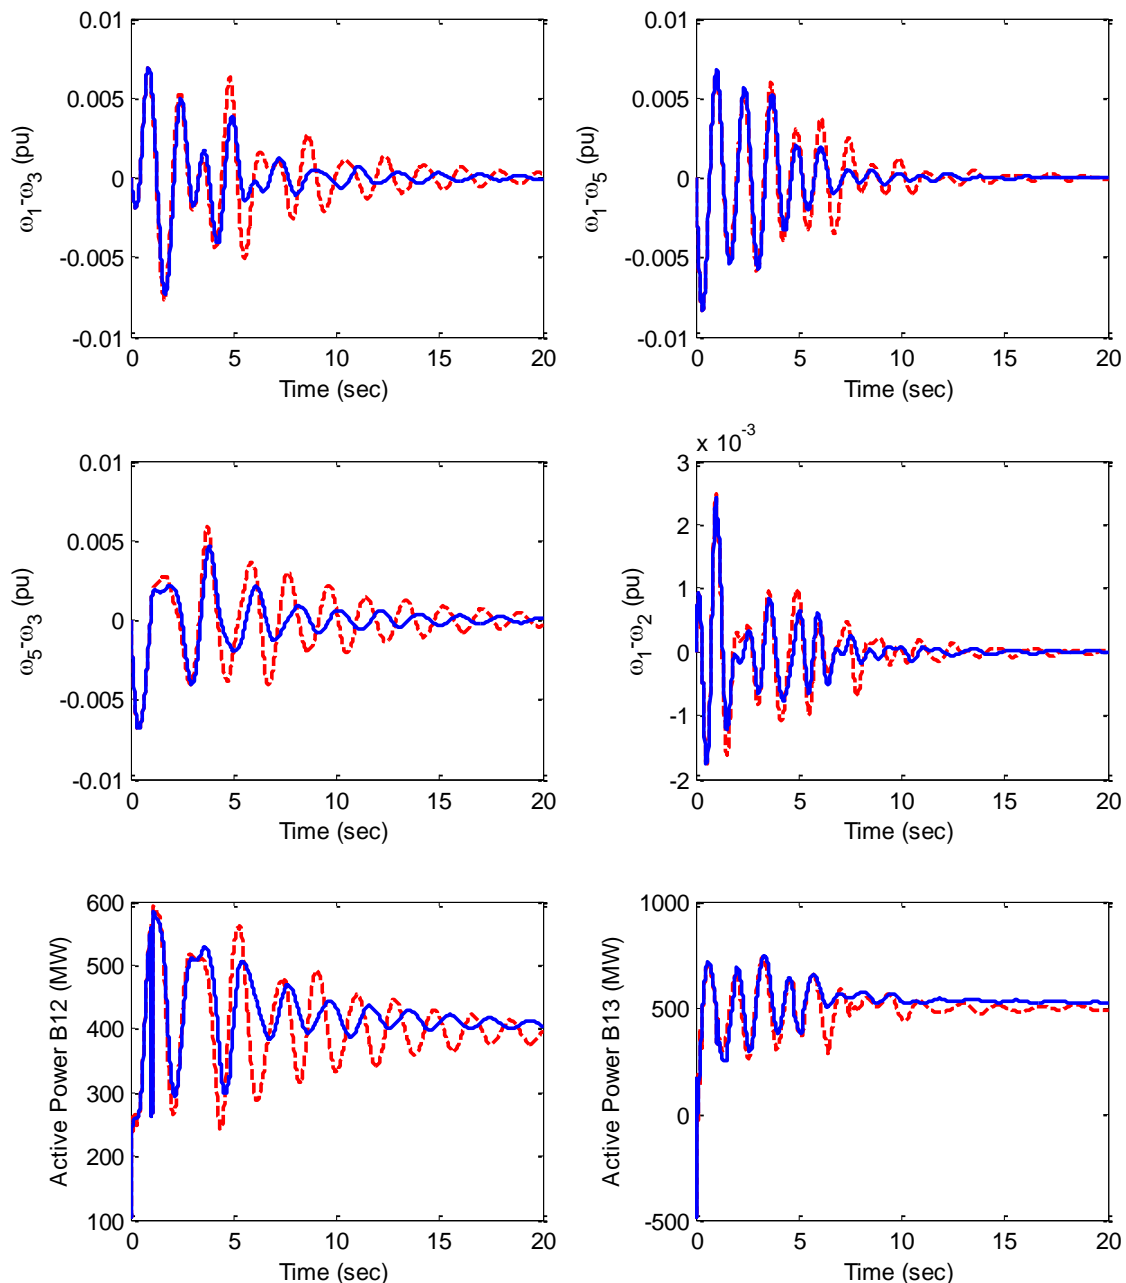 0.01
0.005
0
-0.005
-0.01
ω1-ω3 (pu)
0 5 10 15 20
Time (sec)
0.01
0.005
0
-0.005
-0.01
ω1-ω5 (pu)
0 5 10 15 20
Time (sec)
0.01
0.005
0
-0.005
-0.01
ω5-ω3 (pu)
0 5 10 15 20
Time (sec)
x 10-3
3
2
1
0
-1
-2
ω1-ω2 (pu)
0 5 10 15 20
Time (sec)
600
500
400
300
200
100
Active Power B12 (MW)
0 5 10 15 20
Time (sec)
1000
500
0
-500
Active Power B13 (MW)
0 5 10 15 20
Time (sec)